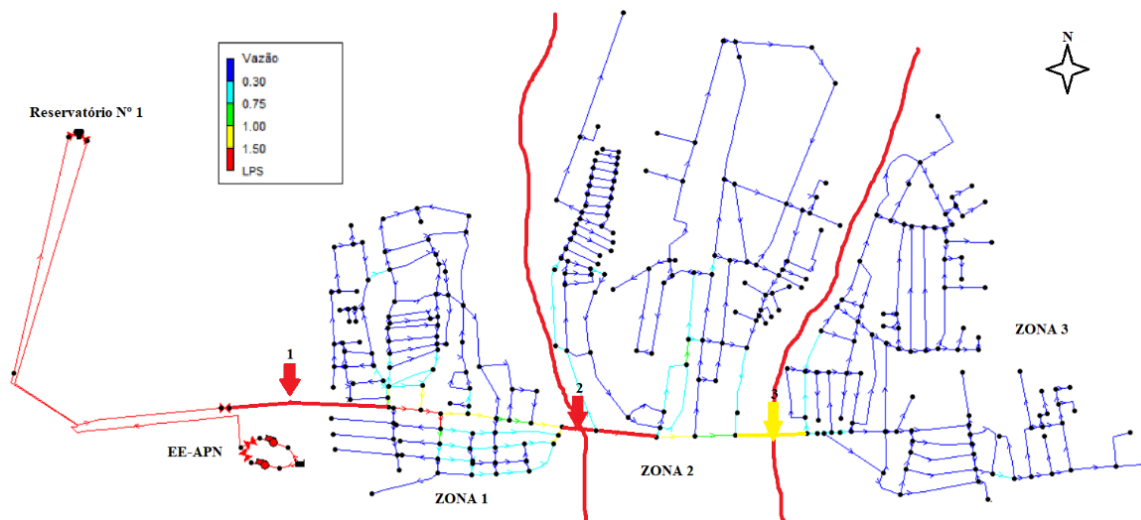 N
Vazão
0.30
0.75
1.00
1.50
LPS
Reservatório Nº 1
ZONA 3
1
2
3
EE-APN
ZONA 1
ZONA 2